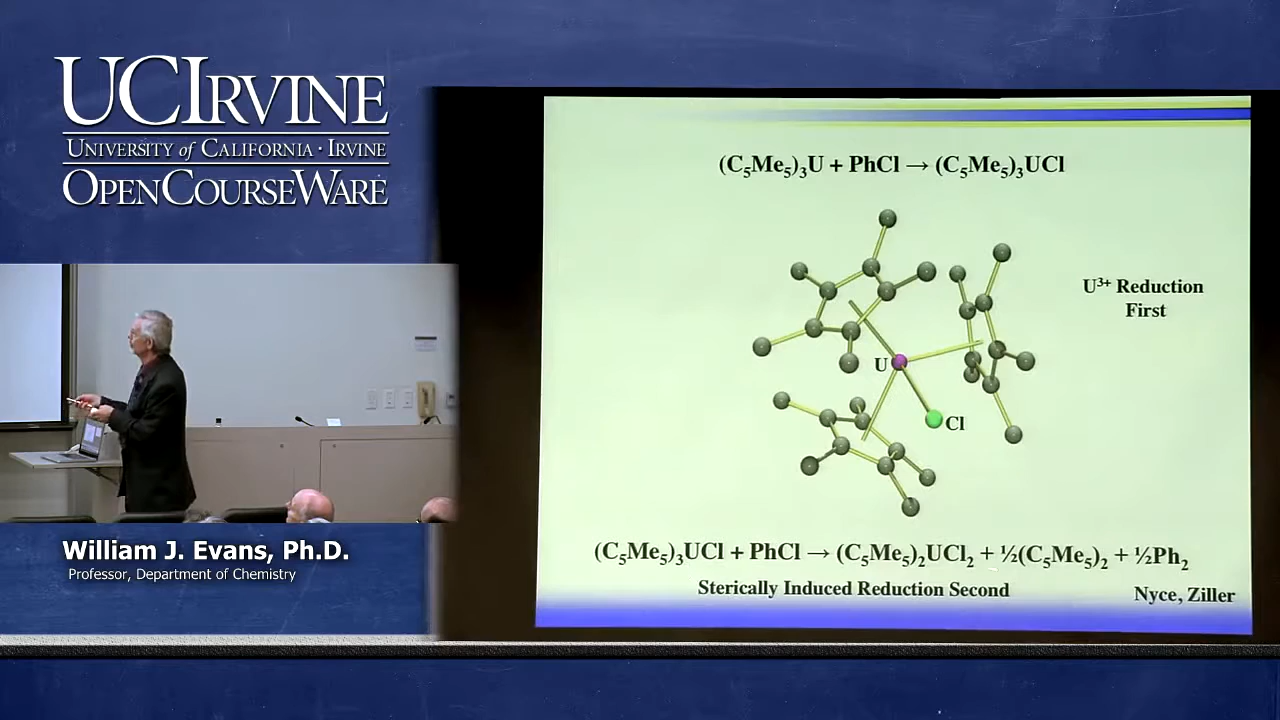 UCIRVINE
UNIVERSITY of CALIFORNIA · IRVINE
OPENCOURSEWARE
(C₅Me₅)₃U + PhCl → (C₅Me₅)₃UCl
U³⁺ Reduction
First
U
Cl
(C₅Me₅)₃UCl + PhCl → (C₅Me₅)₂UCl₂ + ½(C₅Me₅)₂ + ½Ph₂
Sterically Induced Reduction Second
Nyce, Ziller
William J. Evans, Ph.D.
Professor, Department of Chemistry